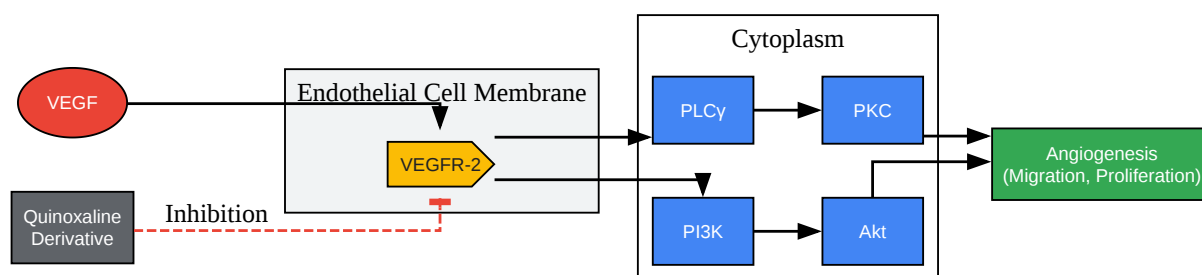 Cytoplasm
Endothelial Cell Membrane
VEGF
PLCγ
PKC
VEGFR-2
Angiogenesis
(Migration, Proliferation)
Quinoxaline
Derivative
Inhibition
PI3K
Akt